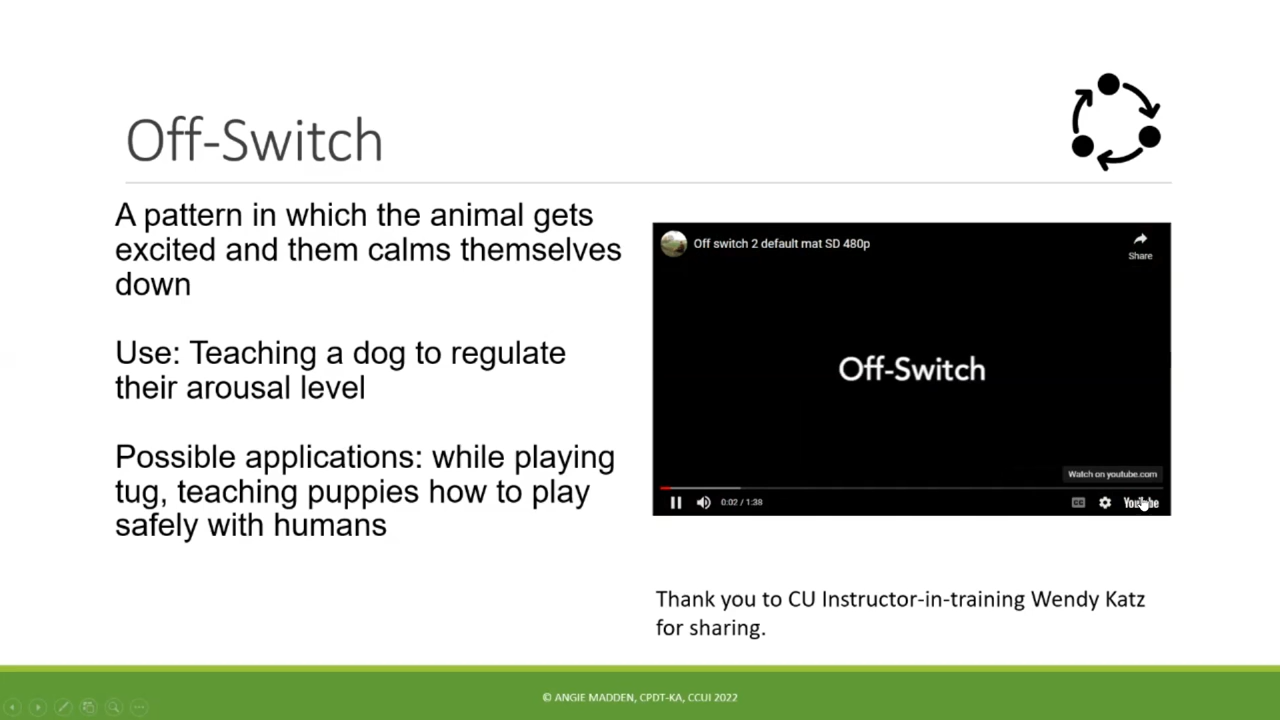 Off-Switch
A pattern in which the animal gets
excited and them calms themselves
down
Use: Teaching a dog to regulate
their arousal level
Possible applications: while playing
tug, teaching puppies how to play
safely with humans
Off switch 2 default mat SD 480p
Share
Off-Switch
Watch on youtube.com
0:02 / 1:38
CC
YouTube
Thank you to CU Instructor-in-training Wendy Katz
for sharing.
© ANGIE MADDEN, CPDT-KA, CCUI 2022